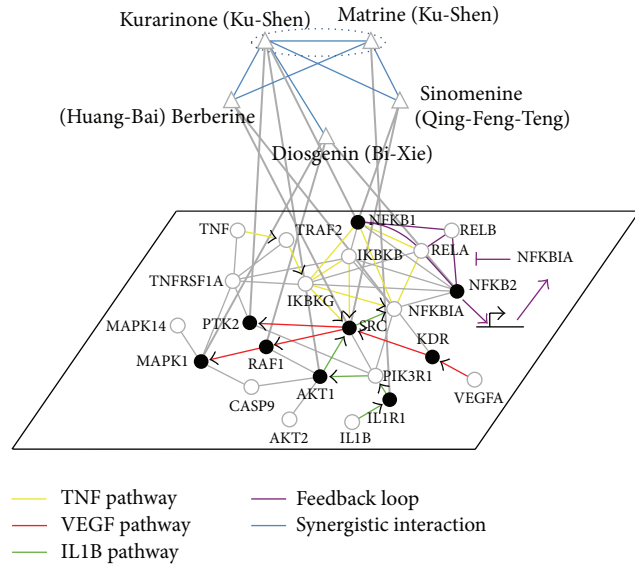 Kurarinone (Ku-Shen)
Matrine (Ku-Shen)
(Huang-Bai) Berberine
Sinomenine
(Qing-Feng-Teng)
Diosgenin (Bi-Xie)
TNF
TRAF2
NFKB1
RELB
RELA
IKBKB
NFKBIA
TNFRSF1A
IKBKG
NFKB2
NFKBIA
MAPK14
PTK2
SRC
KDR
MAPK1
RAF1
PIK3R1
CASP9
AKT1
VEGFA
IL1R1
AKT2
IL1B
TNF pathway
VEGF pathway
IL1B pathway
Feedback loop
Synergistic interaction